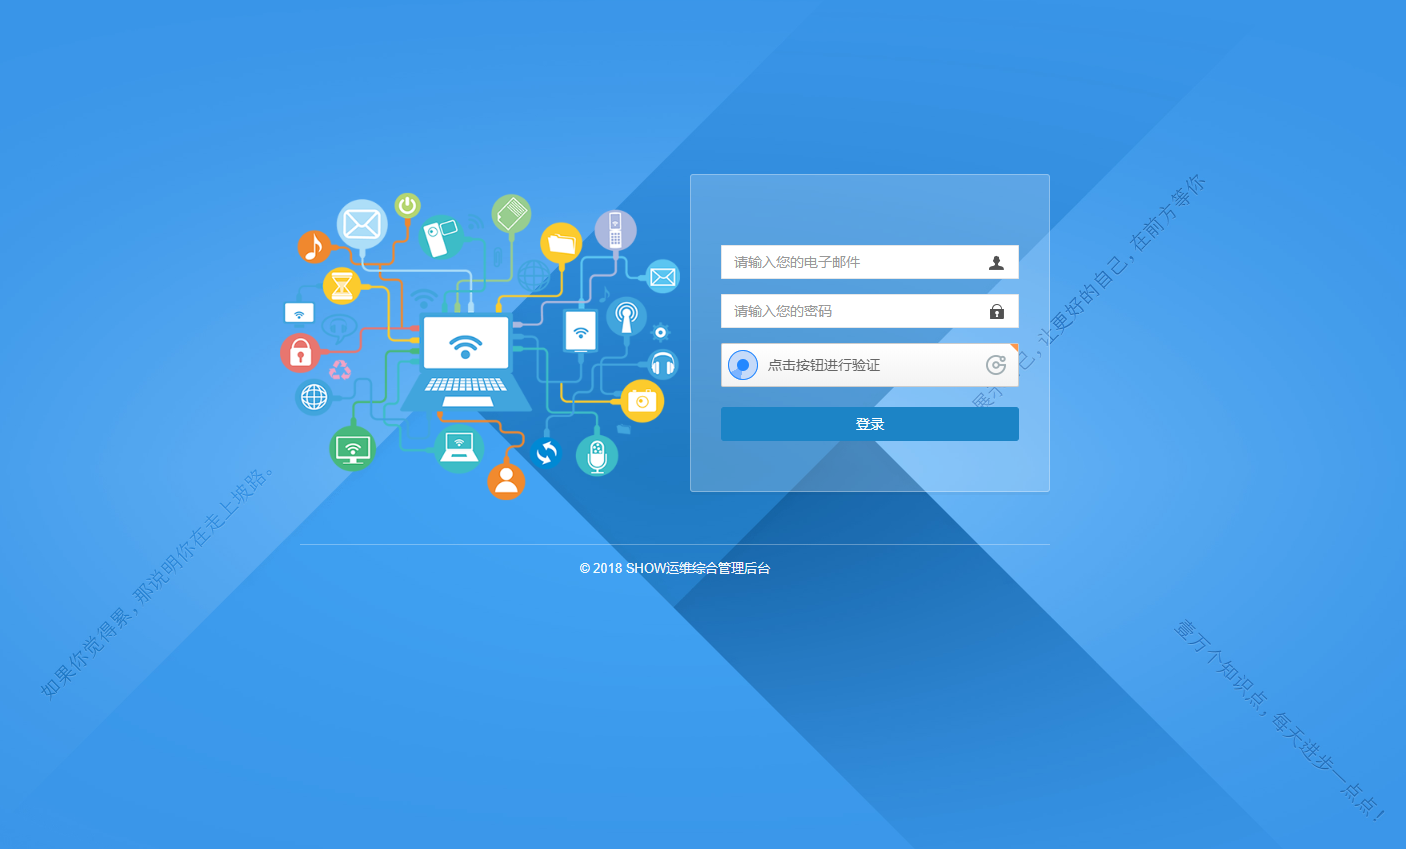 请输入您的电子邮件
请输入您的密码
点击按钮进行验证
登录
© 2018 SHOW运维综合管理后台
如果你觉得累，那说明你在走上坡路。
展示
己，让更好的自己，在前方等你
壹万个知识点，每天进步一点点！